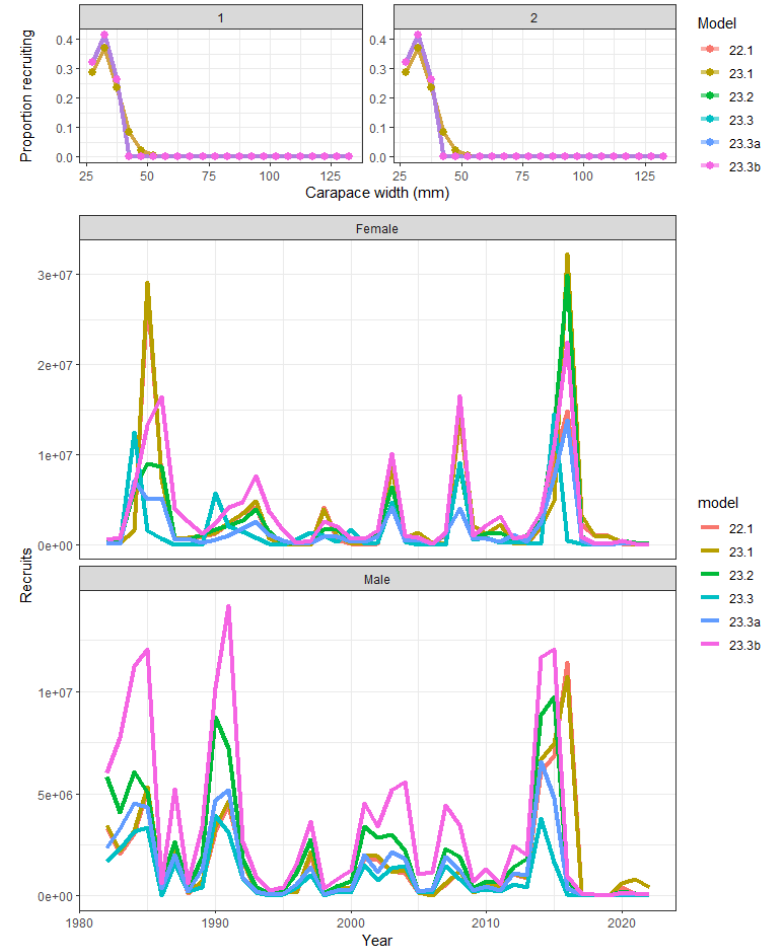 1
2
Proportion recruiting
0.4
0.3
0.2
0.1
0.0
0.4
0.3
0.2
0.1
0.0
25
50
75
100
125
25
50
75
100
125
Carapace width (mm)
Model
22.1
23.1
23.2
23.3
23.3a
23.3b
Female
3e+07
2e+07
1e+07
0e+00
Recruits
Male
1e+07
5e+06
0e+00
1980
1990
2000
2010
2020
Year
model
22.1
23.1
23.2
23.3
23.3a
23.3b